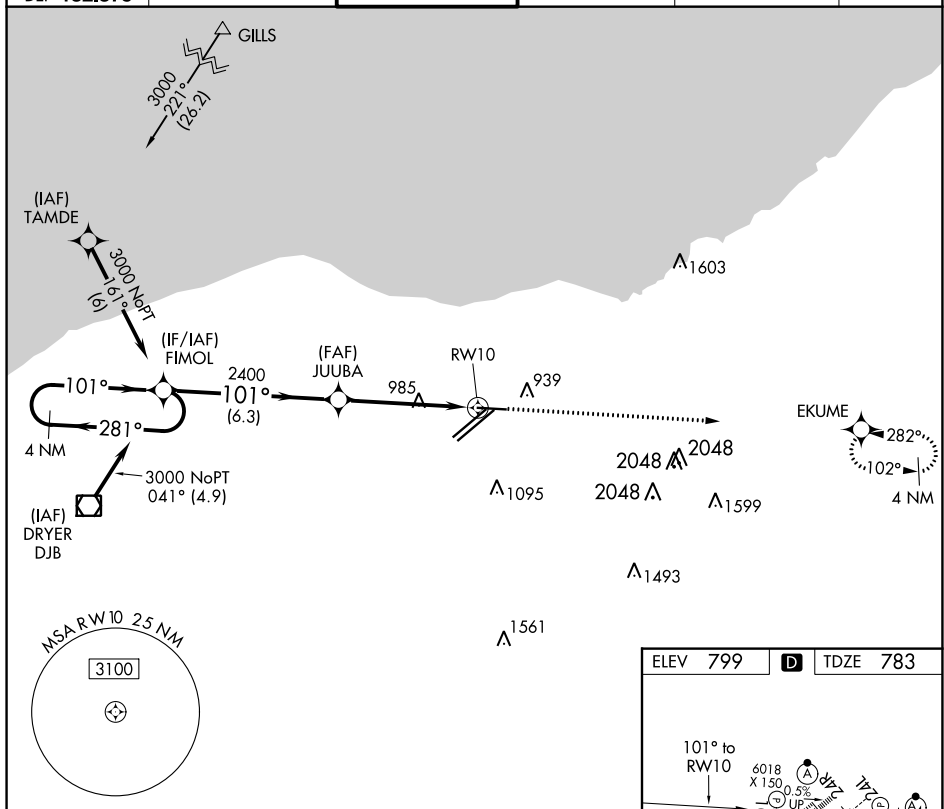 GILLS
3000
221°
(26.2)
(IAF)
TAMDE
3000 NoPT
161°
(6)
1603
(IF/IAF)
FIMOL
(FAF)
JUUBA
RW10
2400
101°
(6.3)
101°
985
939
EKUME
281°
4 NM
282°
102°
4 NM
2048
2048
2048
3000 NoPT
041° (4.9)
1095
1599
(IAF)
DRYER
DJB
1493
1561
MSA RW10 25 NM
3100
ELEV 799
D
TDZE 783
101° to
RW10
6018
X 150
0.5%
UP
P
A
24R
24L